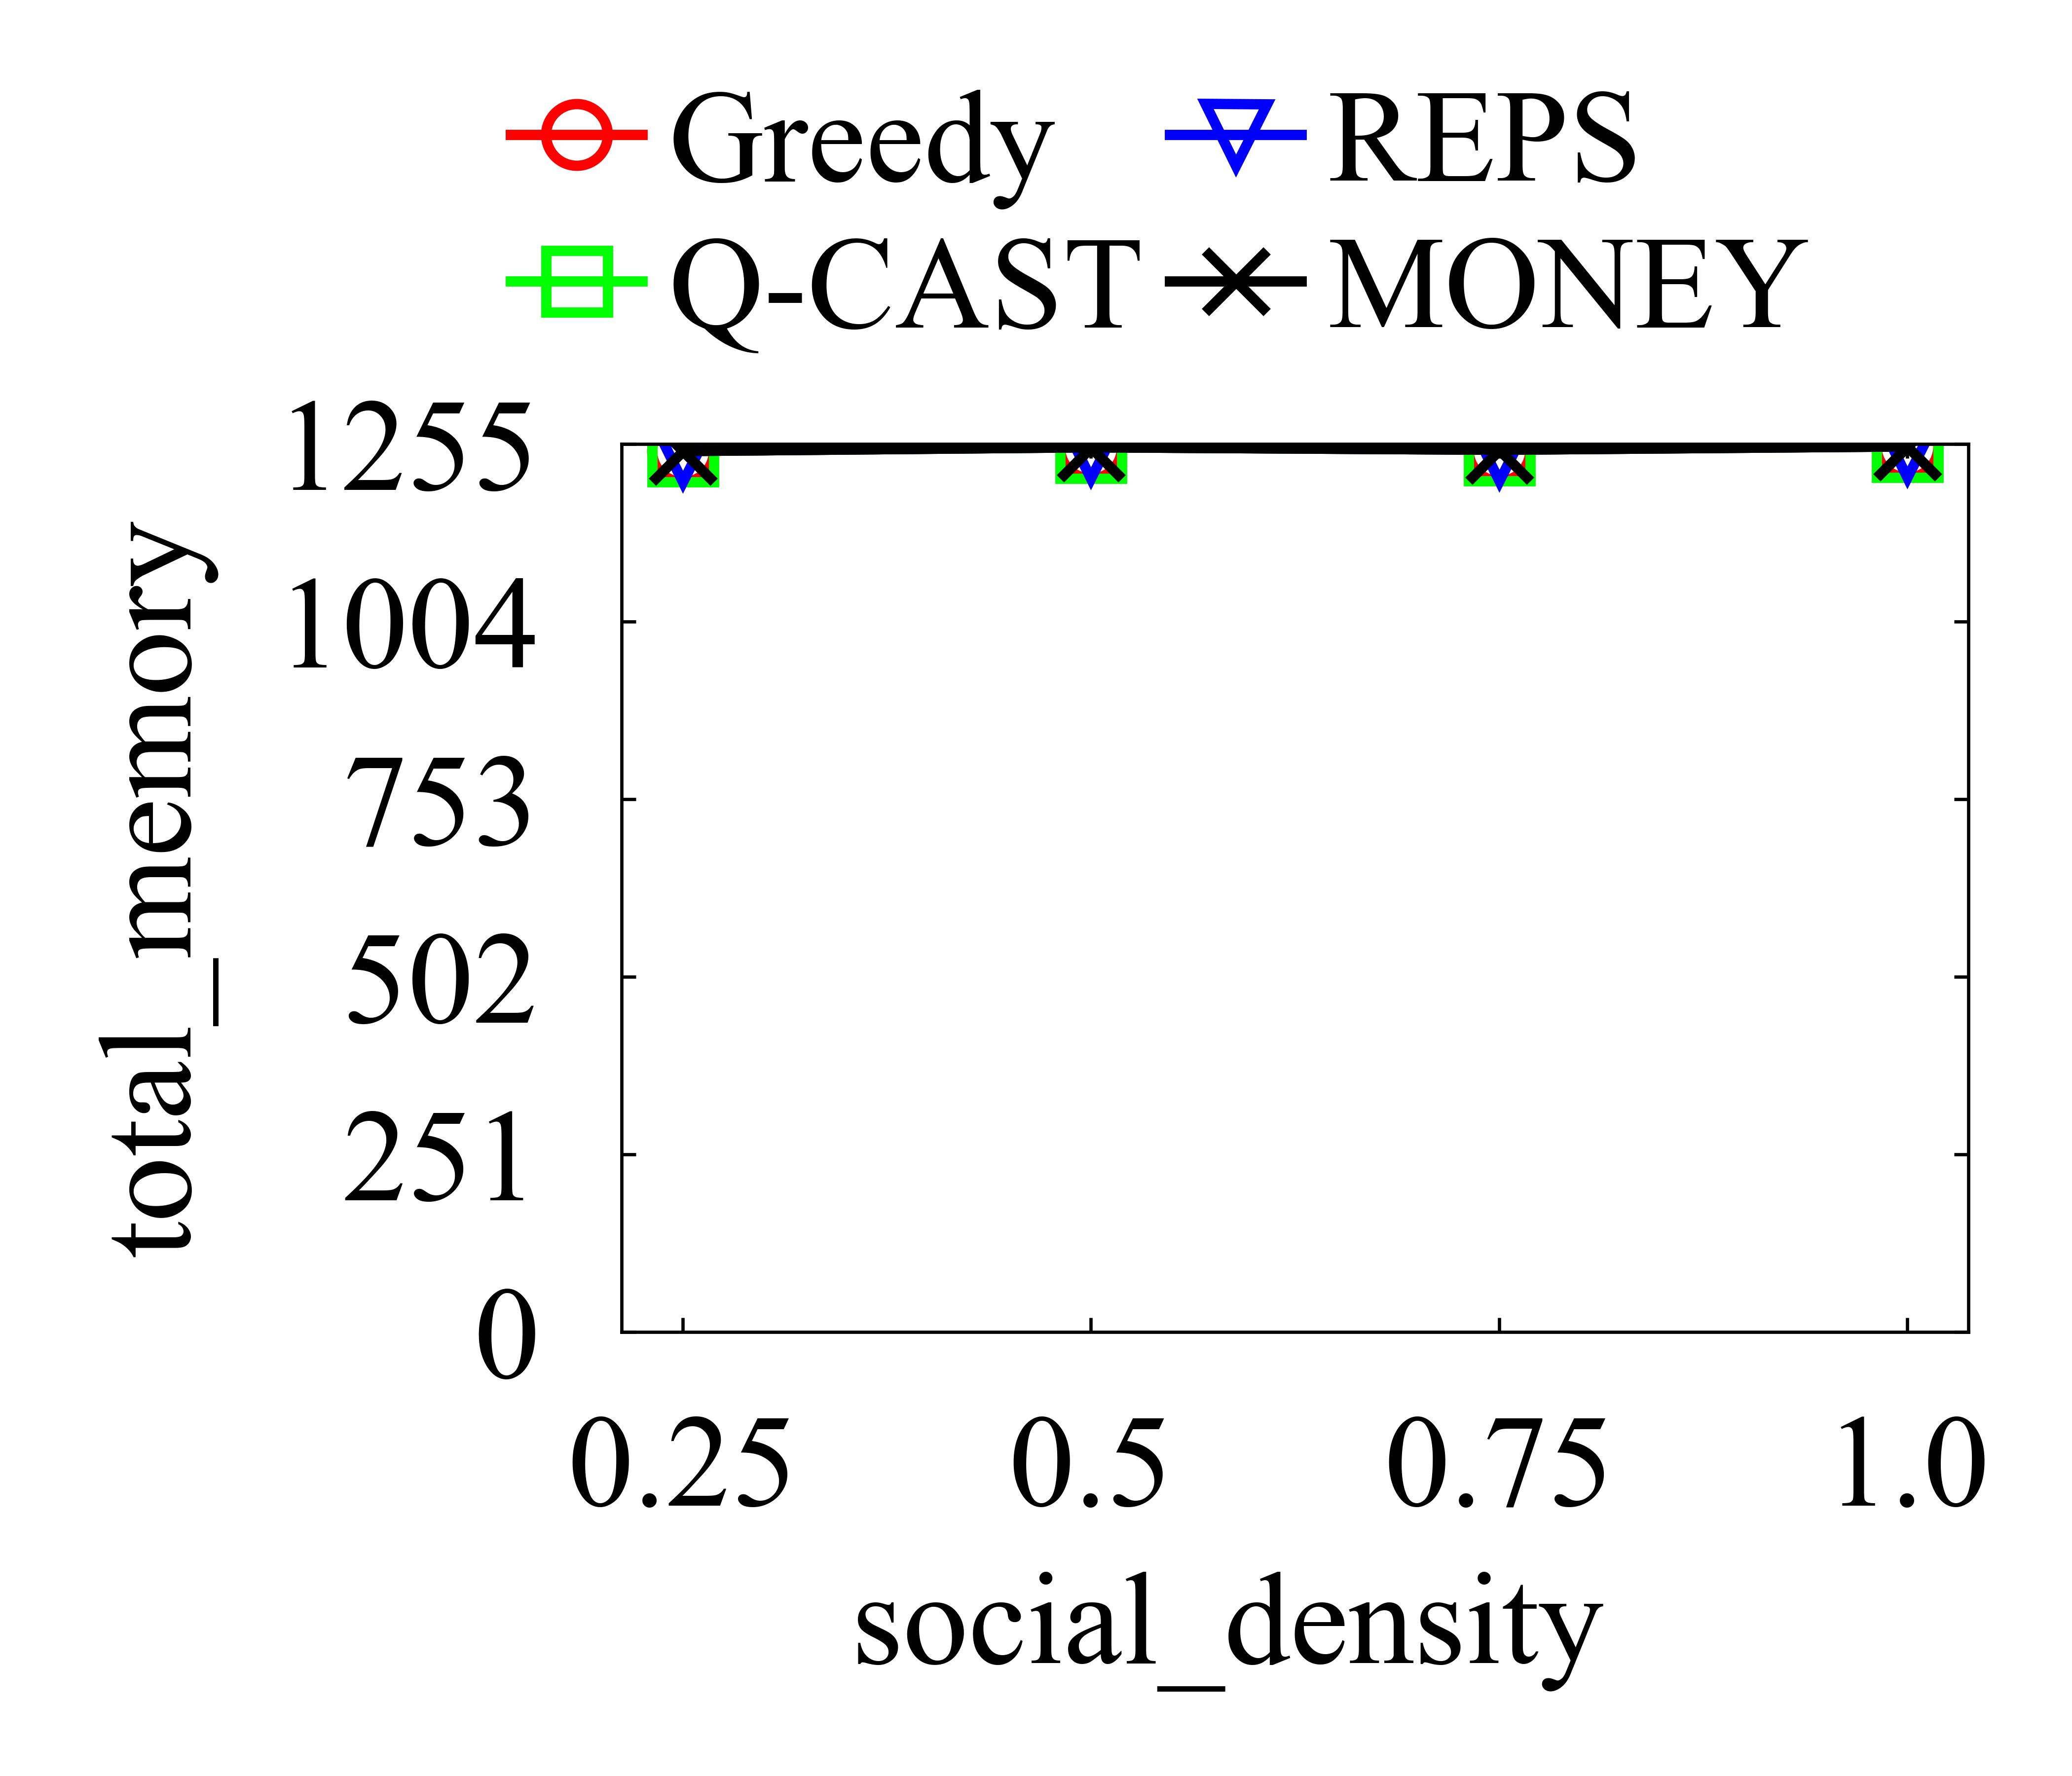 Greedy REPS
Q-CAST MONEY
1255
1004
753
502
251
0
total_memory
0.25 0.5 0.75 1.0
social_density